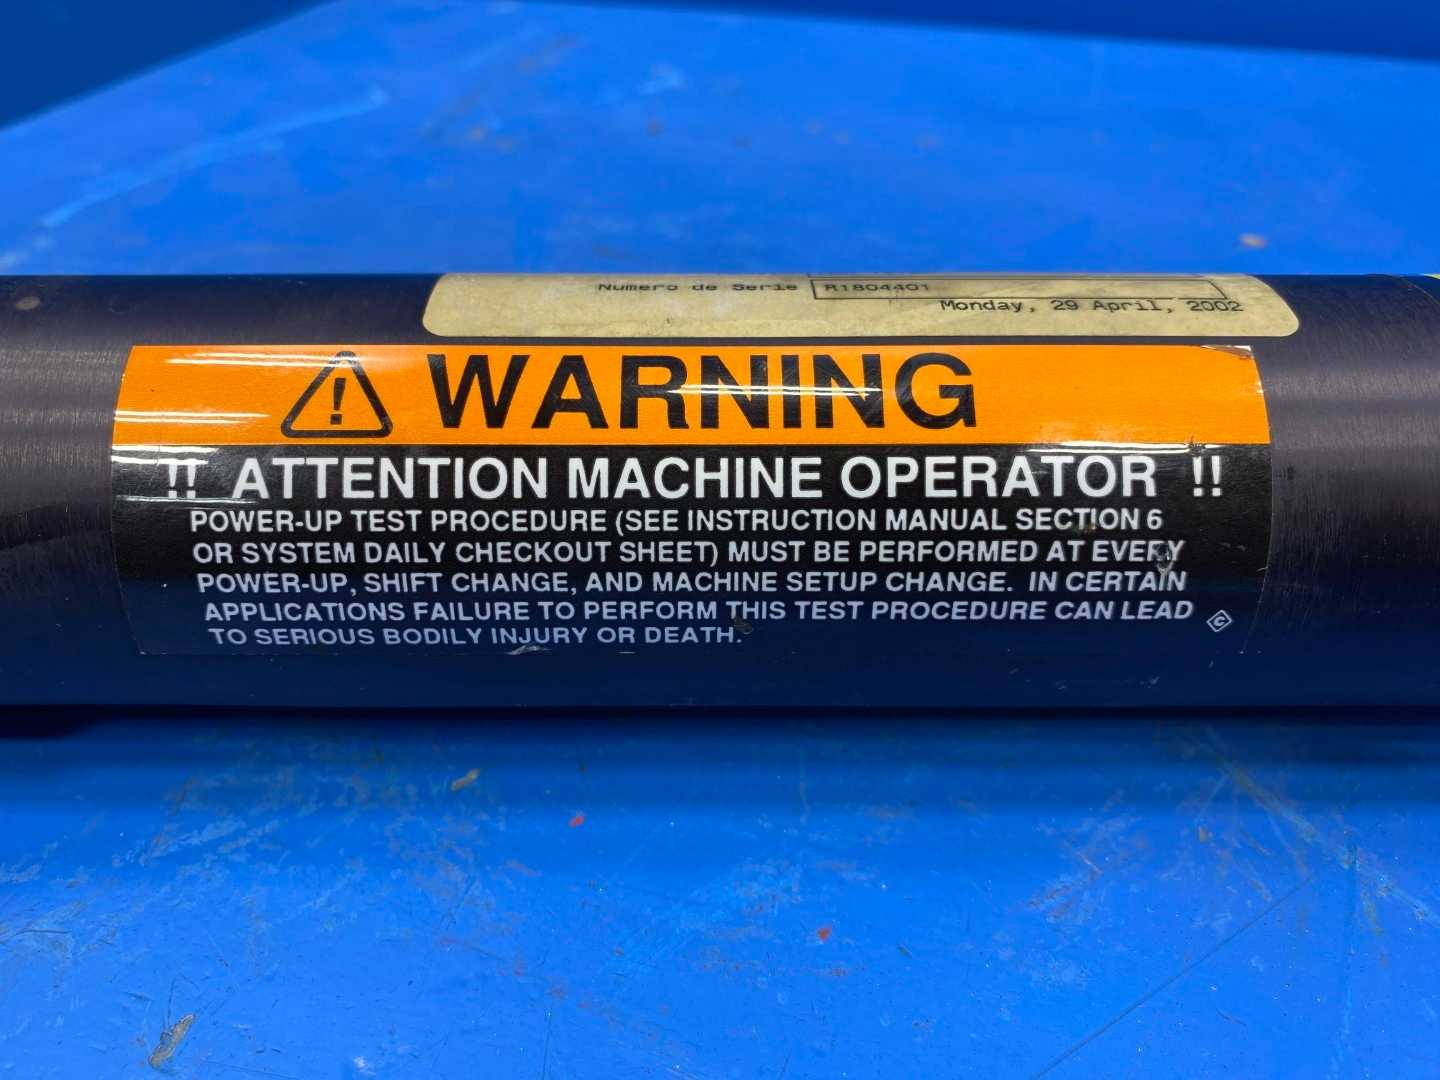 Numero de Serie R1804401
Monday, 29 April, 2002
WARNING
!! ATTENTION MACHINE OPERATOR !!
POWER-UP TEST PROCEDURE (SEE INSTRUCTION MANUAL SECTION 6
OR SYSTEM DAILY CHECKOUT SHEET) MUST BE PERFORMED AT EVERY
POWER-UP, SHIFT CHANGE, AND MACHINE SETUP CHANGE. IN CERTAIN
APPLICATIONS FAILURE TO PERFORM THIS TEST PROCEDURE CAN LEAD
TO SERIOUS BODILY INJURY OR DEATH.
C